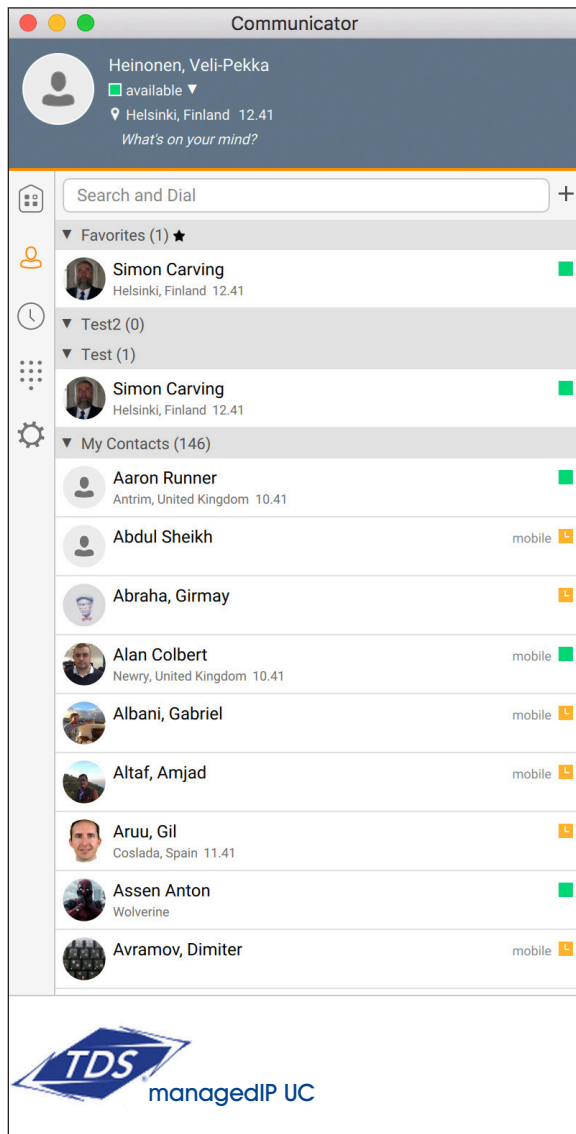 Communicator
Heinonen, Veli-Pekka
available
Helsinki, Finland 12.41
What's on your mind?
Search and Dial
Favorites (1)
Simon Carving
Helsinki, Finland 12.41
Test2 (0)
Test (1)
Simon Carving
Helsinki, Finland 12.41
My Contacts (146)
Aaron Runner
Antrim, United Kingdom 10.41
Abdul Sheikh mobile
Abraha, Girmay
Alan Colbert mobile
Newry, United Kingdom 10.41
Albani, Gabriel mobile
Altaf, Amjad mobile
Aruu, Gil
Coslada, Spain 11.41
Assen Anton
Wolverine
Avramov, Dimiter mobile
TDS®
managedIP UC